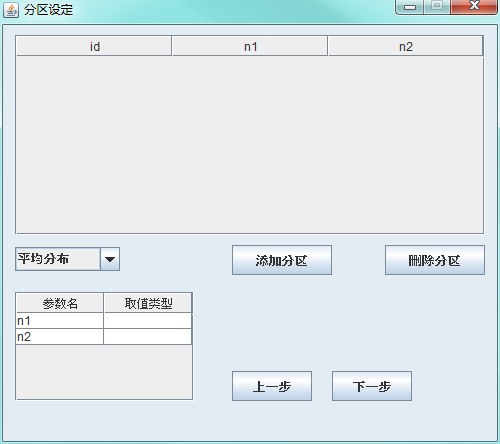 分区设定
id n1 n2
平均分布 添加分区 删除分区
参数名 取值类型
n1
n2
上一步 下一步